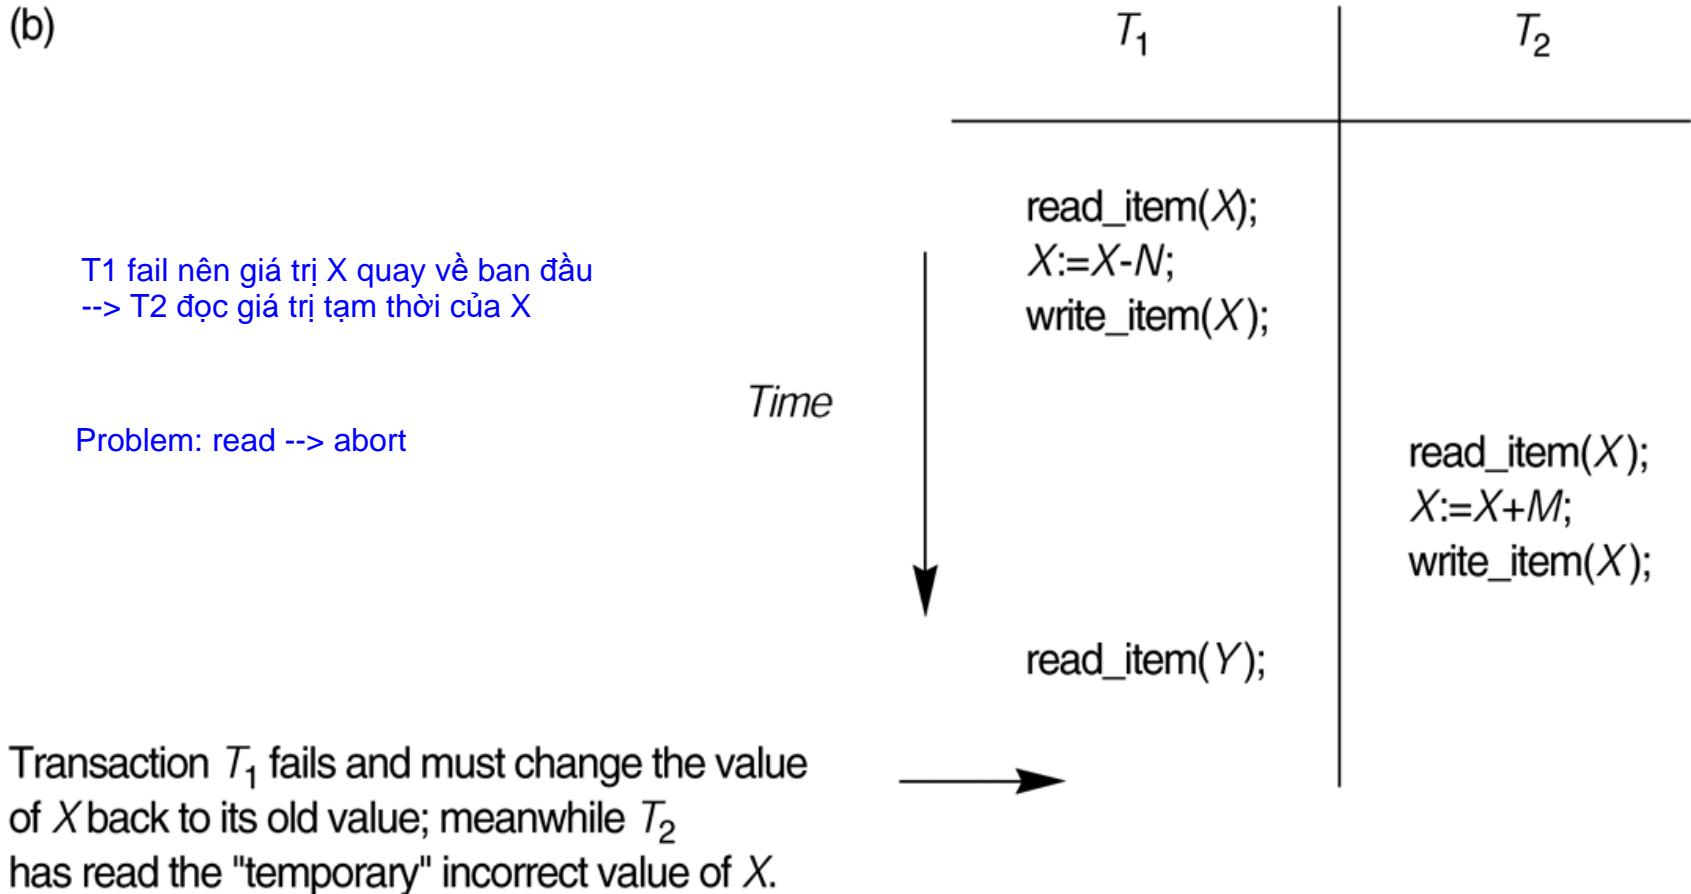 (b)
T1 T2
read_item(X);
X:=X-N;
write_item(X);
T1 fail nên giá trị X quay về ban đầu
--> T2 đọc giá trị tạm thời của X
Time
Problem: read --> abort
read_item(X);
X:=X+M;
write_item(X);
read_item(Y);
Transaction T1 fails and must change the value
of X back to its old value; meanwhile T2
has read the "temporary" incorrect value of X.